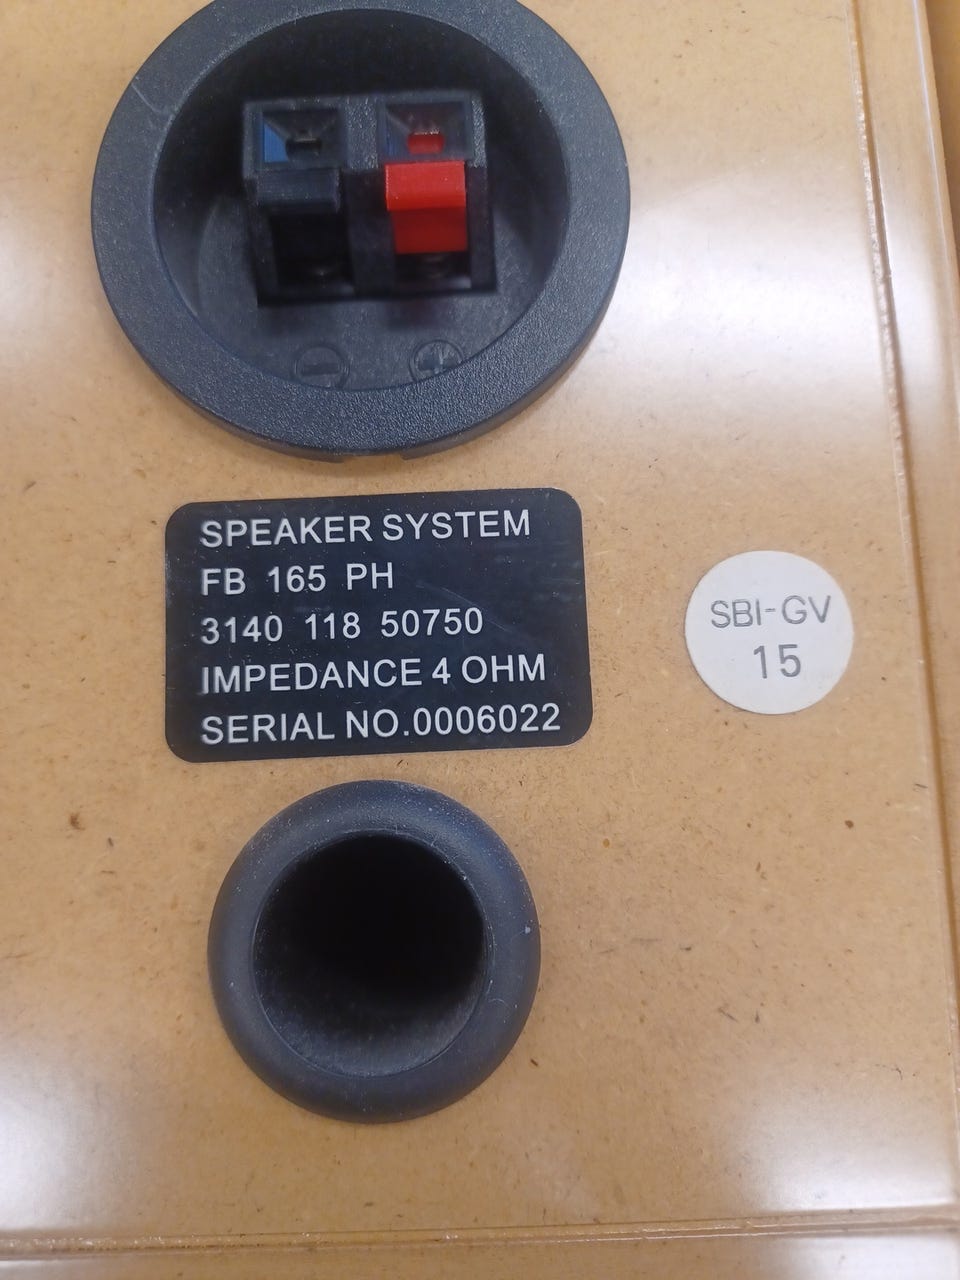 SPEAKER SYSTEM
FB 165 PH
3140 118 50750
IMPEDANCE 4 OHM
SERIAL NO.0006022
SBI-GV
15